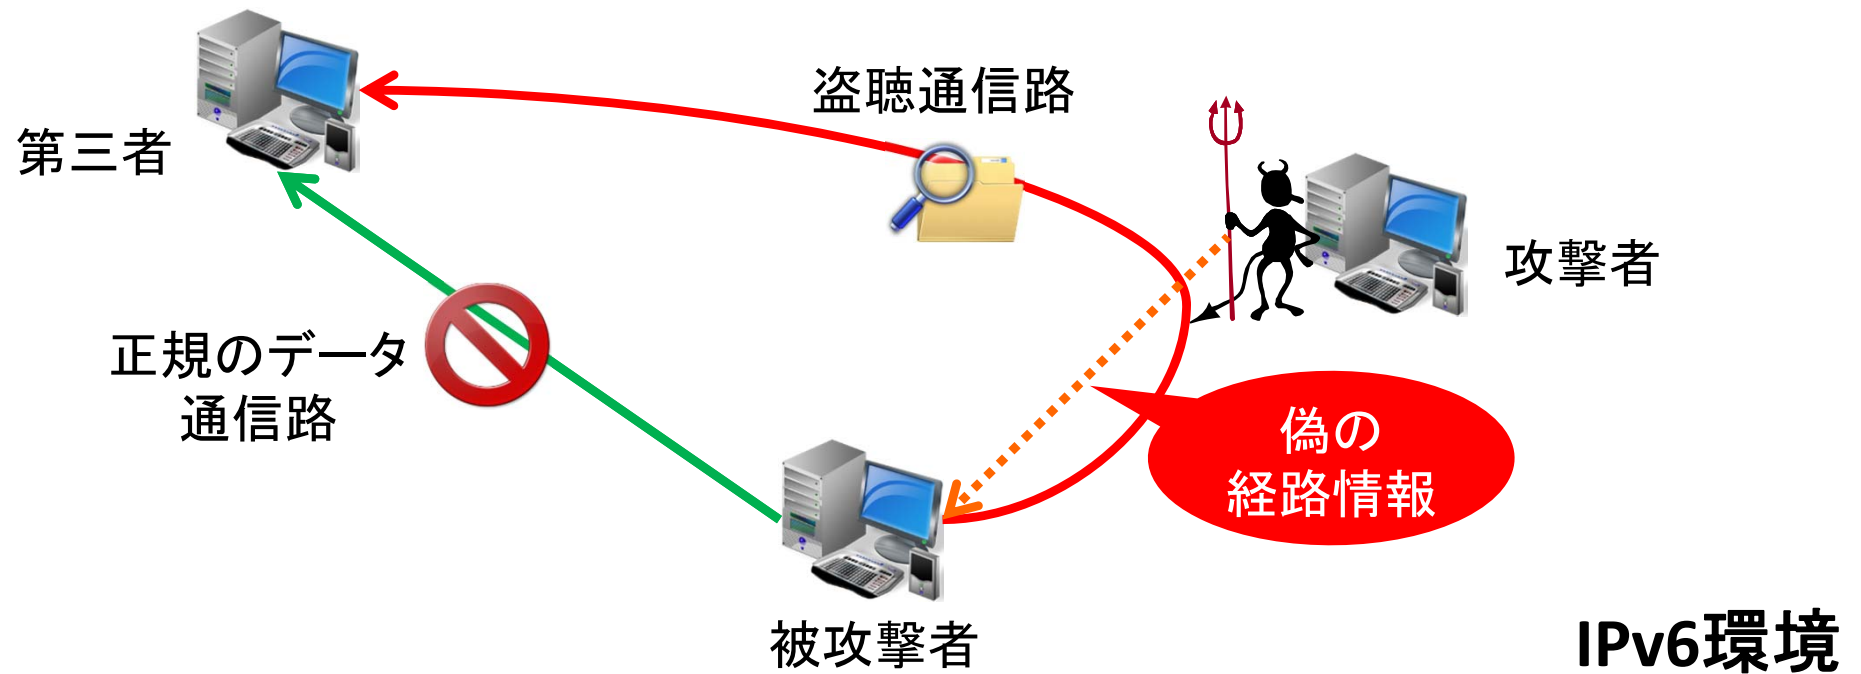 盗聴通信路
第三者
攻撃者
正規のデータ
通信路
偽の
経路情報
被攻撃者
IPv6環境